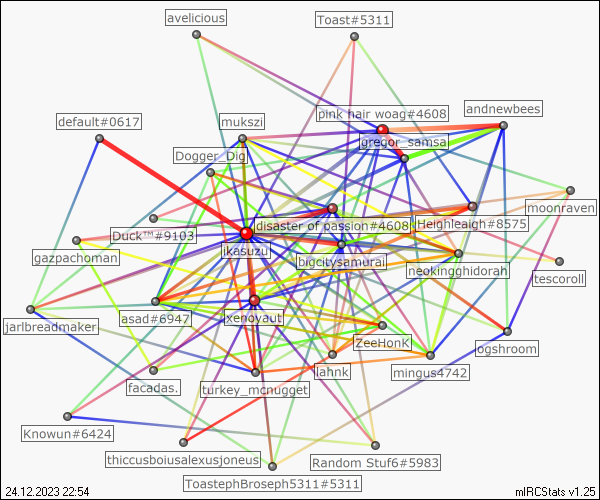 avelicious
Toast#5311
pink hair woag#4608
andnewbees
default#0617
mukszi
gregor_samsa
Dogger_Dig
moonraven
disaster of passion#4608
Heighleaigh#8575
Duck™#9103
ikasuzu
gazpachoman
bigcitysamurai
neokingghidorah
tescoroll
jarlbreadmaker
asad#6947
xenovaut
ZeeHonK
ogshroom
facadas.
turkey_mcnugget
lahnk
mingus4742
Knowun#6424
thiccusboiusalexusjoneus
Random Stuf6#5983
ToastephBroseph5311#5311
24.12.2023 22:54
mIRCStats v1.25